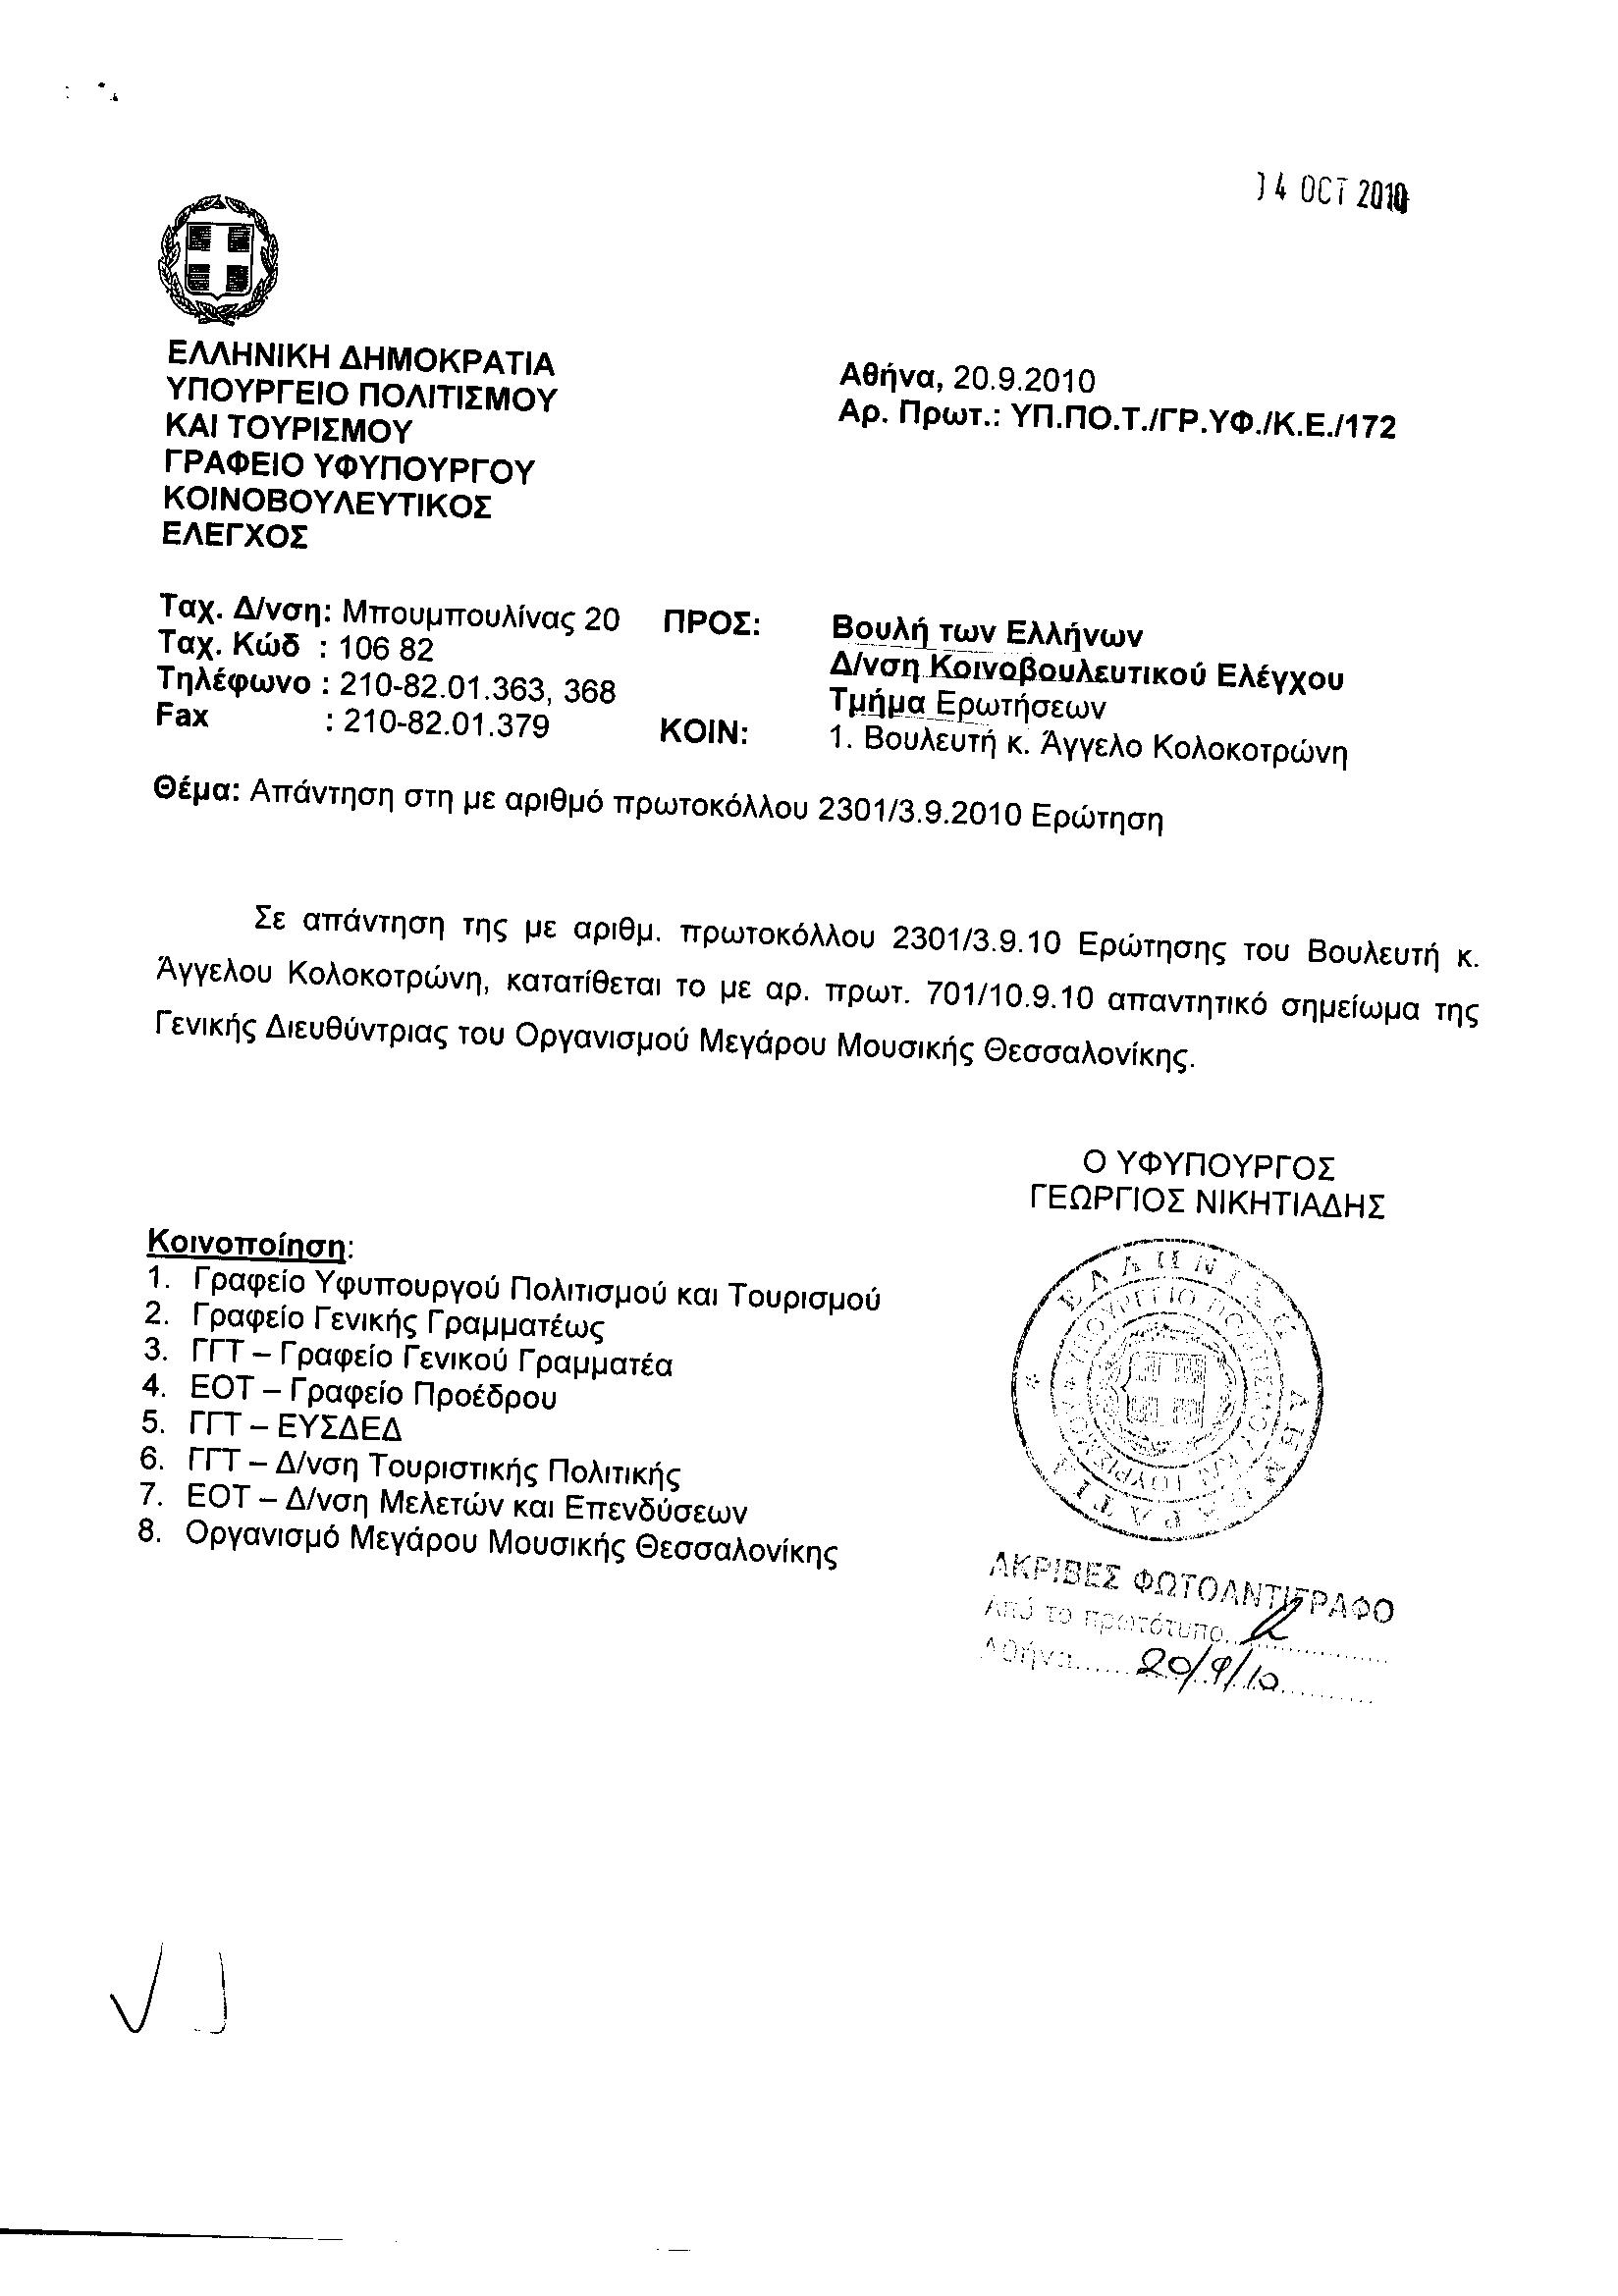 4 OCT 2010
ΕΛΛΗΝΙΚΗ ΔΗΜΟΚΡΑΤΙΑ
ΥΠΟΥΡΓΕΙΟ ΠΟΛΙΤΙΣΜΟΥ
ΚΑΙ ΤΟΥΡΙΣΜΟΥ
ΓΡΑΦΕΙΟ ΥΦΥΠΟΥΡΓΟΥ
ΚΟΙΝΟΒΟΥΛΕΥΤΙΚΟΣ
ΕΛΕΓΧΟΣ
Αθήνα, 20.9.2010
Αρ. Πρωτ.: ΥΠ.ΠΟ.Τ./ΓΡ.ΥΦ./Κ.Ε./172
Ταχ. Δ/νση: Μπουμπουλίνας 20
Ταχ. Κώδ : 106 82
Τηλέφωνο : 210-82.01.363, 368
Fax : 210-82.01.379
ΠΡΟΣ: Βουλή των Ελλήνων
Δ/νση Κοινοβουλευτικού Ελέγχου
Τμήμα Ερωτήσεων
ΚΟΙΝ: 1. Βουλευτή κ. Άγγελο Κολοκοτρώνη
Θέμα: Απάντηση στη με αριθμό πρωτοκόλλου 2301/3.9.2010 Ερώτηση
Σε απάντηση της με αριθμ. πρωτοκόλλου 2301/3.9.10 Ερώτησης του Βουλευτή κ.
Άγγελου Κολοκοτρώνη, κατατίθεται το με αρ. πρωτ. 701/10.9.10 απαντητικό σημείωμα της
Γενικής Διευθύντριας του Οργανισμού Μεγάρου Μουσικής Θεσσαλονίκης.
Ο ΥΦΥΠΟΥΡΓΟΣ
ΓΕΩΡΓΙΟΣ ΝΙΚΗΤΙΑΔΗΣ
Κοινοποίηση:
1. Γραφείο Υφυπουργού Πολιτισμού και Τουρισμού
2. Γραφείο Γενικής Γραμματέως
3. ΓΓΤ – Γραφείο Γενικού Γραμματέα
4. ΕΟΤ – Γραφείο Προέδρου
5. ΓΓΤ – ΕΥΣΔΕΔ
6. ΓΓΤ – Δ/νση Τουριστικής Πολιτικής
7. ΕΟΤ – Δ/νση Μελετών και Επενδύσεων
8. Οργανισμό Μεγάρου Μουσικής Θεσσαλονίκης
ΕΛΛΗΝΙΚΗ ΔΗΜΟΚΡΑΤΙΑ
ΥΠΟΥΡΓΕΙΟ ΠΟΛΙΤΙΣΜΟΥ ΚΑΙ ΤΟΥΡΙΣΜΟΥ
ΑΚΡΙΒΕΣ ΦΩΤΟΑΝΤΙΓΡΑΦΟ
Από το πρωτότυπο
Αθήνα 20/9/10